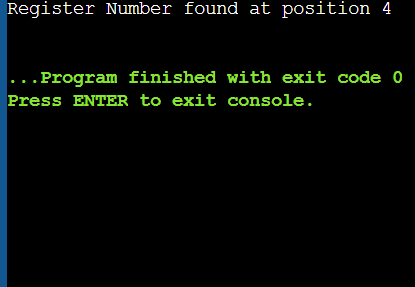 Register Number found at position 4
...Program finished with exit code 0
Press ENTER to exit console.